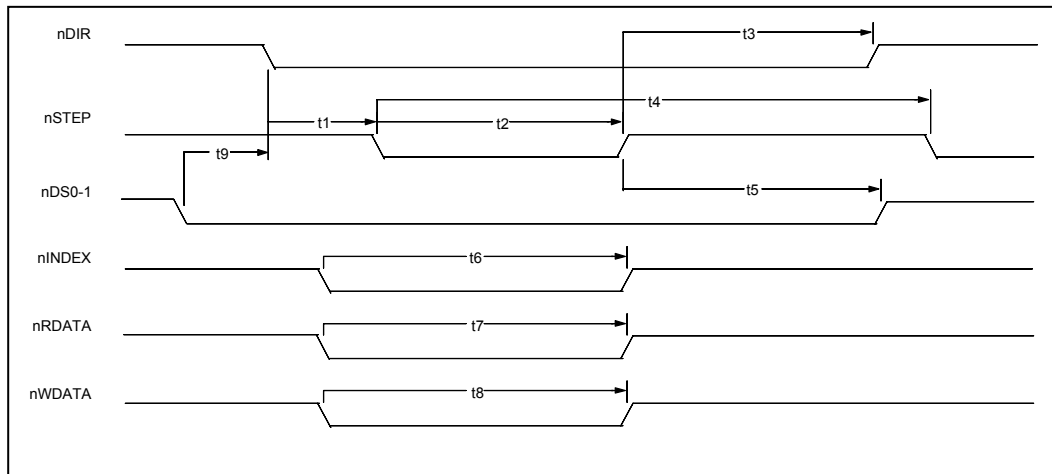 nDIR
t3
t4
nSTEP
t1
t2
t9
nDS0-1
t5
nINDEX
t6
nRDATA
t7
nWDATA
t8